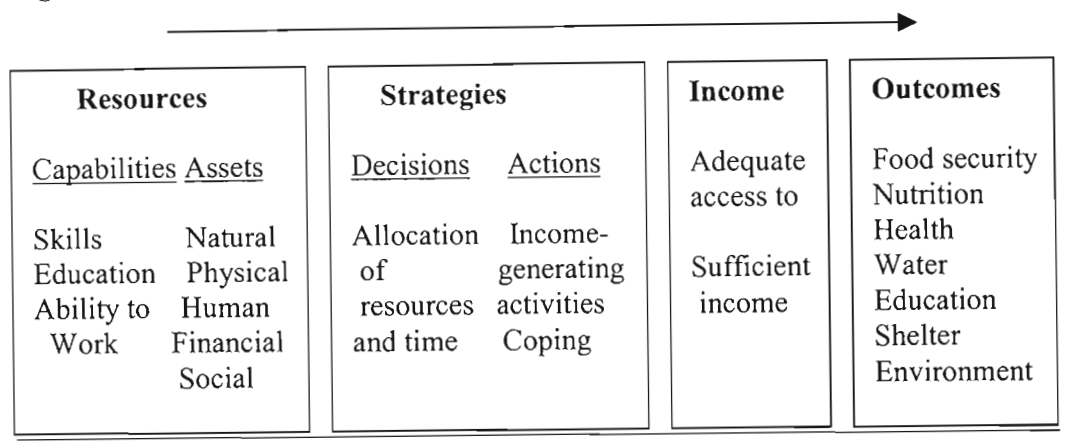 Resources
Capabilities Assets
Skills Natural
Education Physical
Ability to Human
Work Financial
Social
Strategies
Decisions Actions
Allocation Income-
of generating
resources activities
and time Coping
Income
Adequate
access to
Sufficient
income
Outcomes
Food security
Nutrition
Health
Water
Education
Shelter
Environment